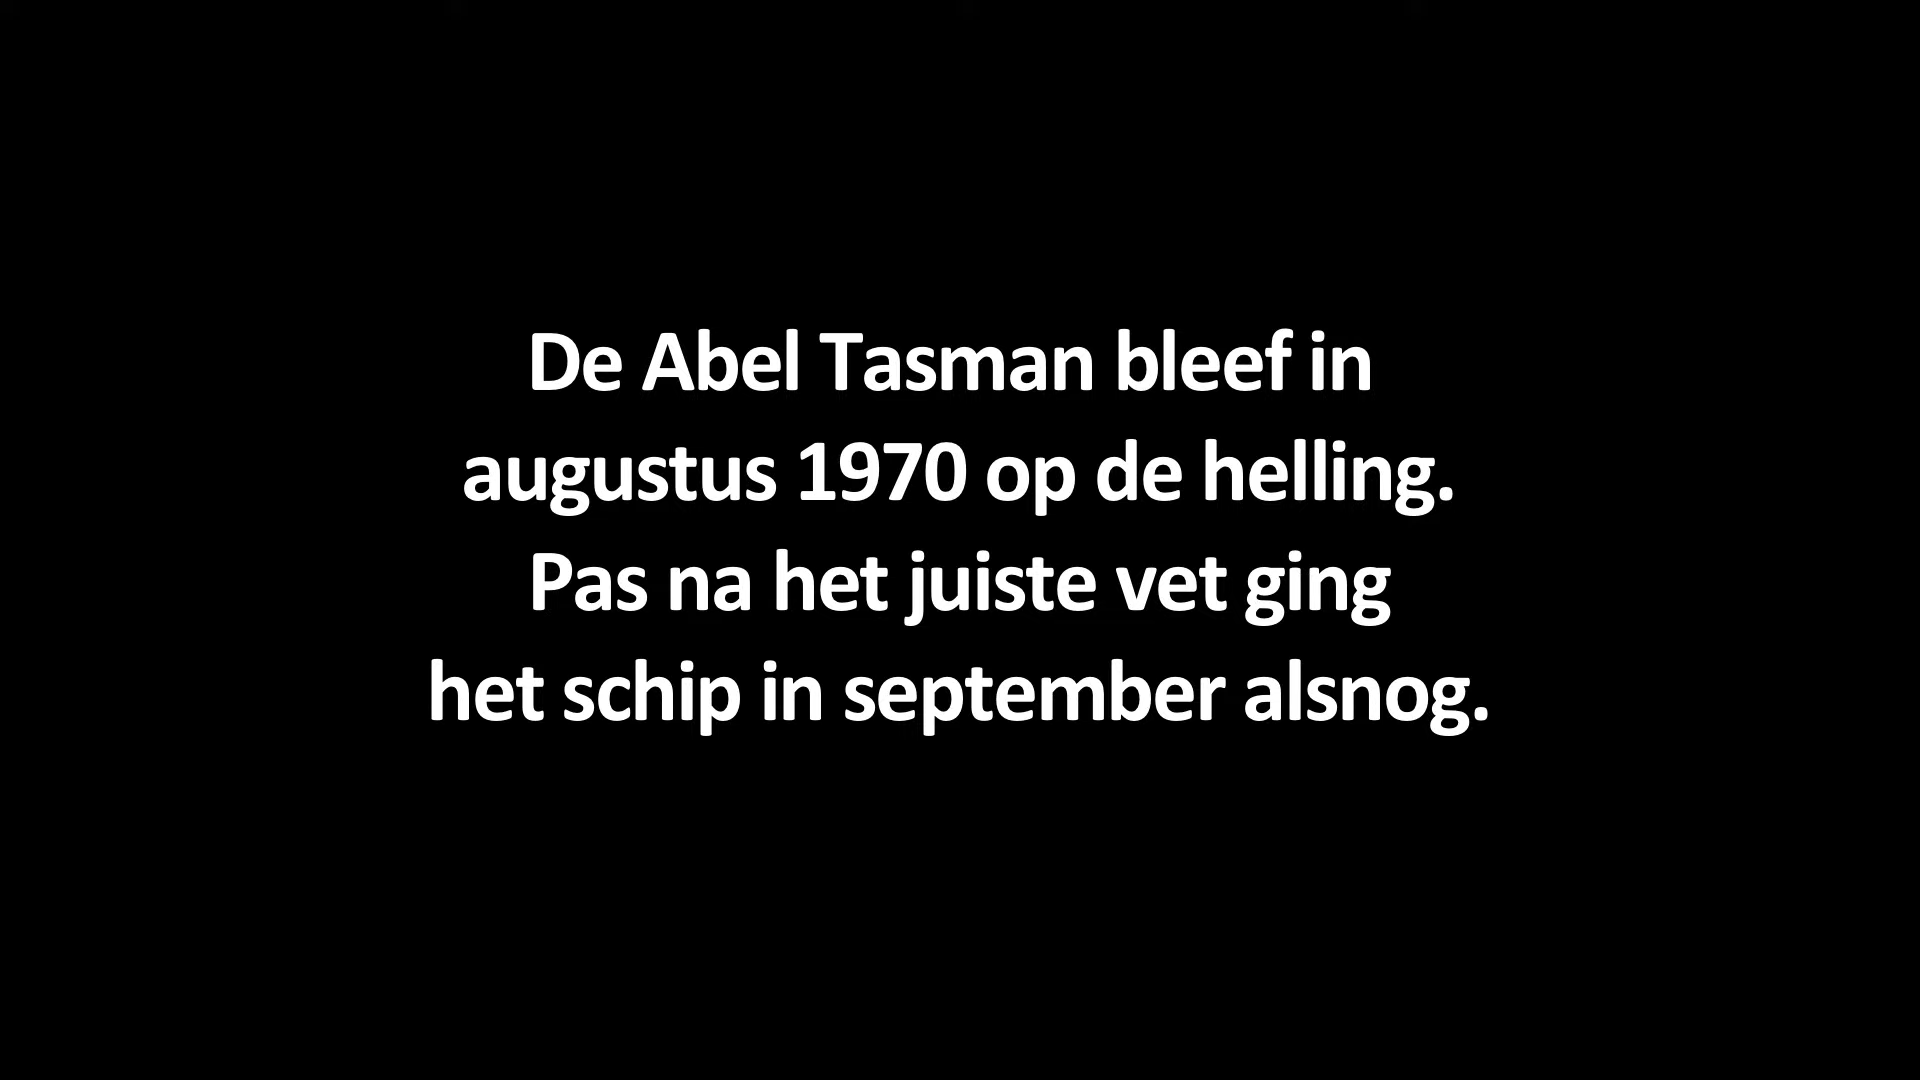 De Abel Tasman bleef in
augustus 1970 op de helling.
Pas na het juiste vet ging
het schip in september alsnog.